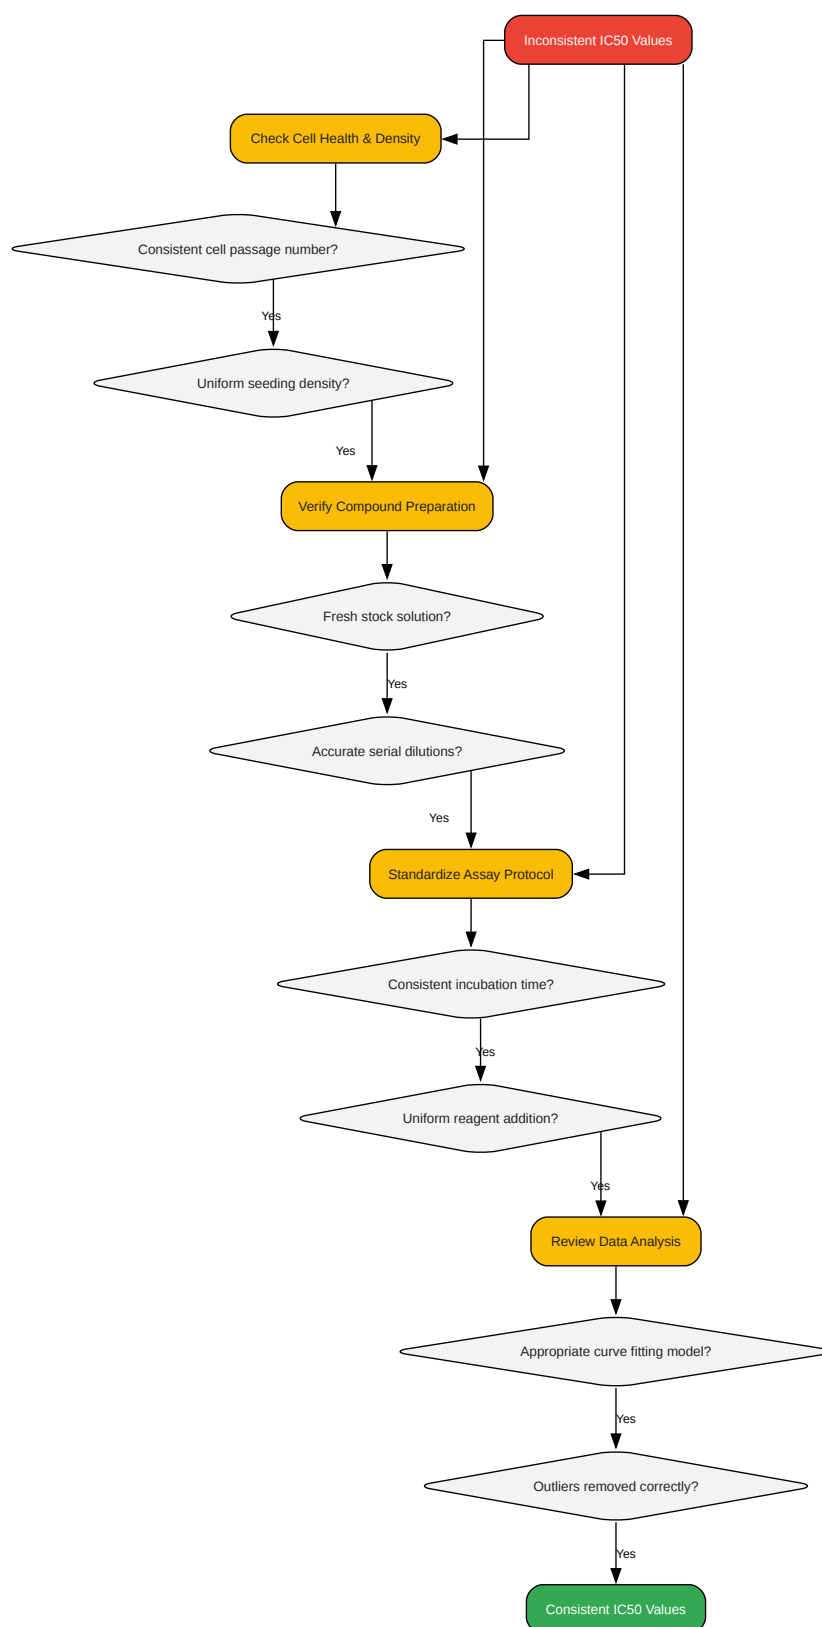 Inconsistent IC50 Values
Check Cell Health & Density
Consistent cell passage number?
Yes
Uniform seeding density?
Yes
Verify Compound Preparation
Fresh stock solution?
Yes
Accurate serial dilutions?
Yes
Standardize Assay Protocol
Consistent incubation time?
Yes
Uniform reagent addition?
Yes
Review Data Analysis
Appropriate curve fitting model?
Yes
Outliers removed correctly?
Yes
Consistent IC50 Values